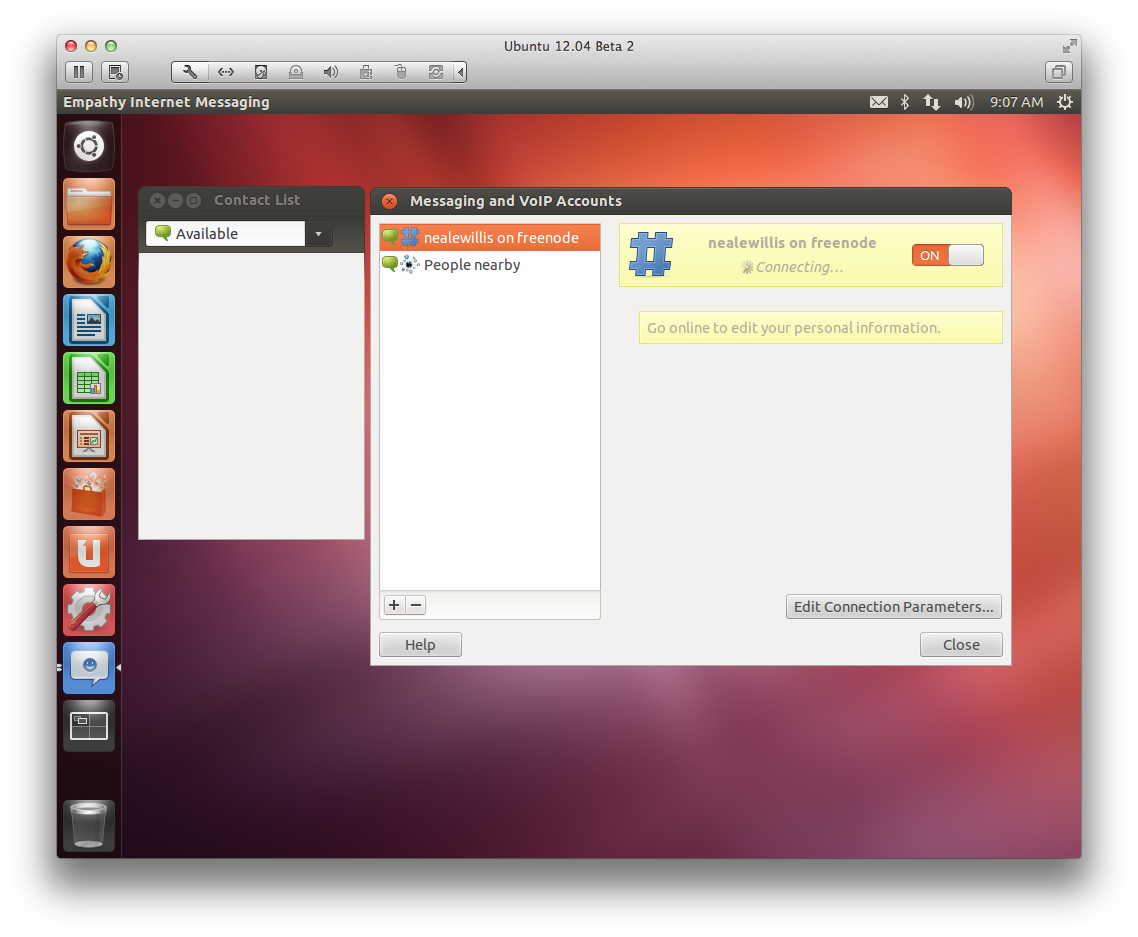 Ubuntu 12.04 Beta 2
Empathy Internet Messaging
9:07 AM
Contact List
Available
Messaging and VoIP Accounts
nealewillis on freenode
People nearby
nealewillis on freenode
Connecting...
ON
Go online to edit your personal information.
Edit Connection Parameters...
Help
Close